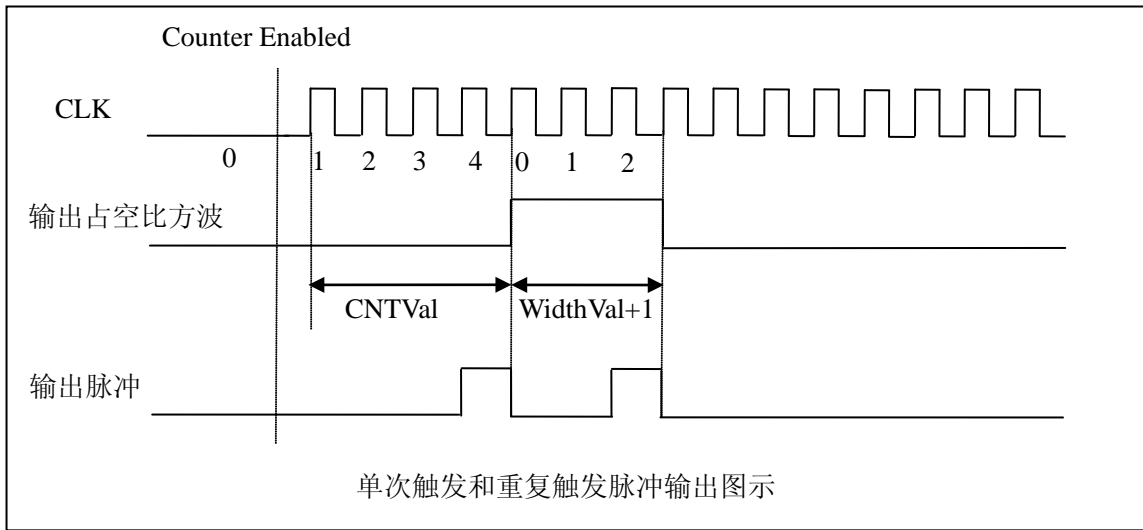 Counter Enabled
CLK
0 1 2 3 4 0 1 2
输出占空比方波
CNTVal WidthVal+1
输出脉冲
单次触发和重复触发脉冲输出图示